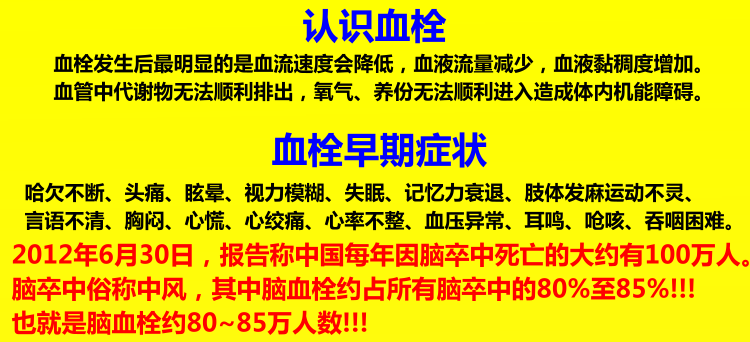 认识血栓
血栓发生后最明显的是血流速度会降低，血液流量减少，血液黏稠度增加。
血管中代谢物无法顺利排出，氧气、养份无法顺利进入造成体内机能障碍。
血栓早期症状
哈欠不断、头痛、眩晕、视力模糊、失眠、记忆力衰退、肢体发麻运动不灵、
言语不清、胸闷、心慌、心绞痛、心率不整、血压异常、耳鸣、呛咳、吞咽困难。
2012年6月30日，报告称中国每年因脑卒中死亡的大约有100万人。
脑卒中俗称中风，其中脑血栓约占所有脑卒中的80%至85%!!!
也就是脑血栓约80~85万人数!!!